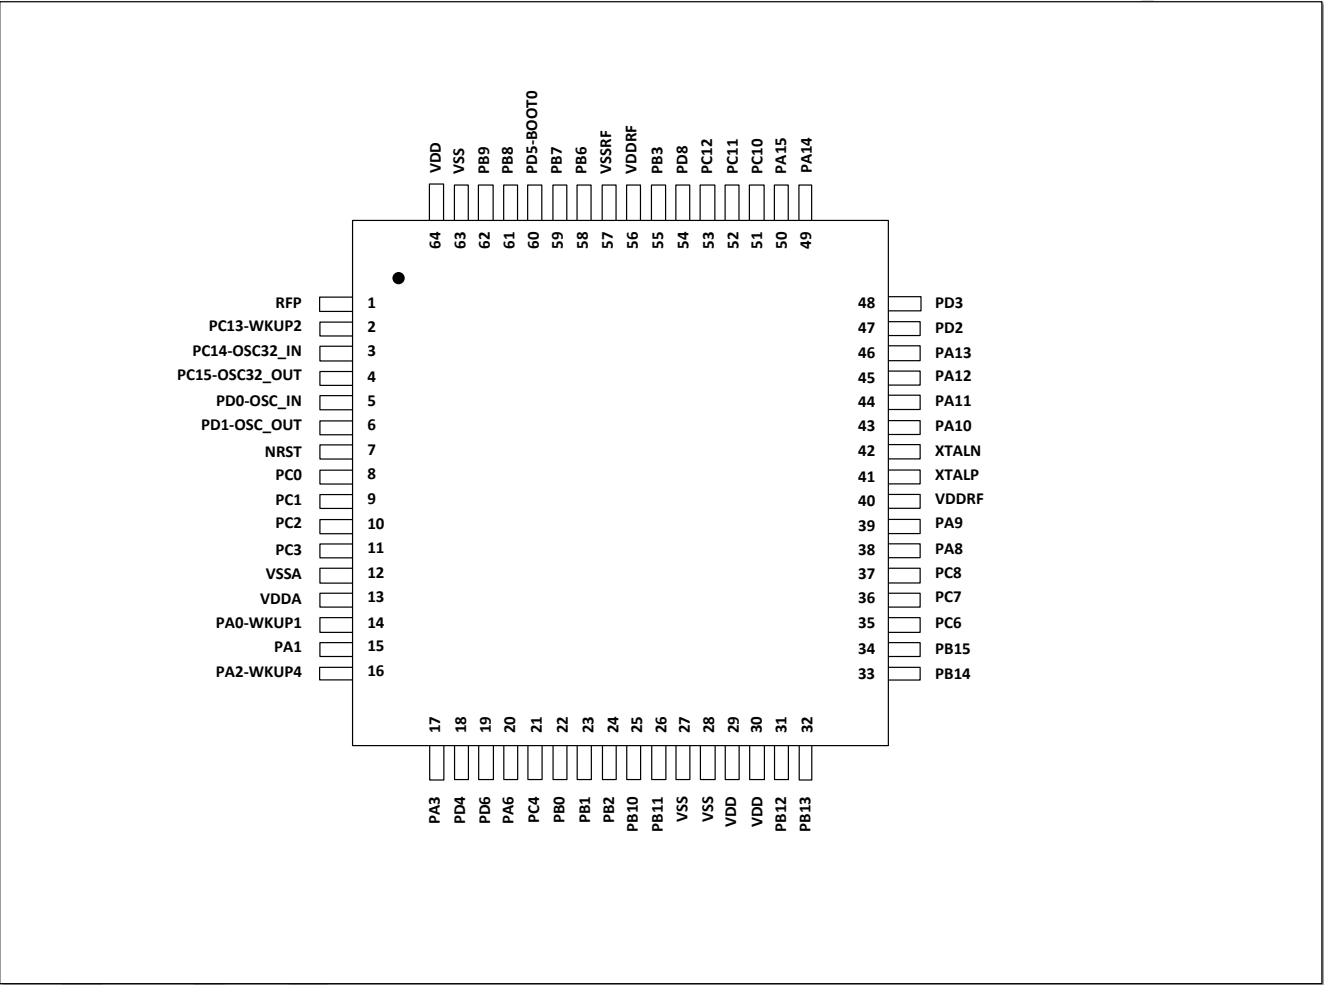 VDD VSS PB9 PB8 PD5-BOOT0 PB7 PB6 VSSRF VDDRF PB3 PD8 PC12 PC11 PC10 PA15 PA14
64 63 62 61 60 59 58 57 56 55 54 53 52 51 50 49
RFP 1 48 PD3
PC13-WKUP2 2 47 PD2
PC14-OSC32_IN 3 46 PA13
PC15-OSC32_OUT 4 45 PA12
PD0-OSC_IN 5 44 PA11
PD1-OSC_OUT 6 43 PA10
NRST 7 42 XTALN
PC0 8 41 XTALP
PC1 9 40 VDDRF
PC2 10 39 PA9
PC3 11 38 PA8
VSSA 12 37 PC8
VDDA 13 36 PC7
PA0-WKUP1 14 35 PC6
PA1 15 34 PB15
PA2-WKUP4 16 33 PB14
17 18 19 20 21 22 23 24 25 26 27 28 29 30 31 32
PA3 PD4 PD6 PA6 PC4 PB0 PB1 PB2 PB10 PB11 VSS VSS VDD VDD PB12 PB13